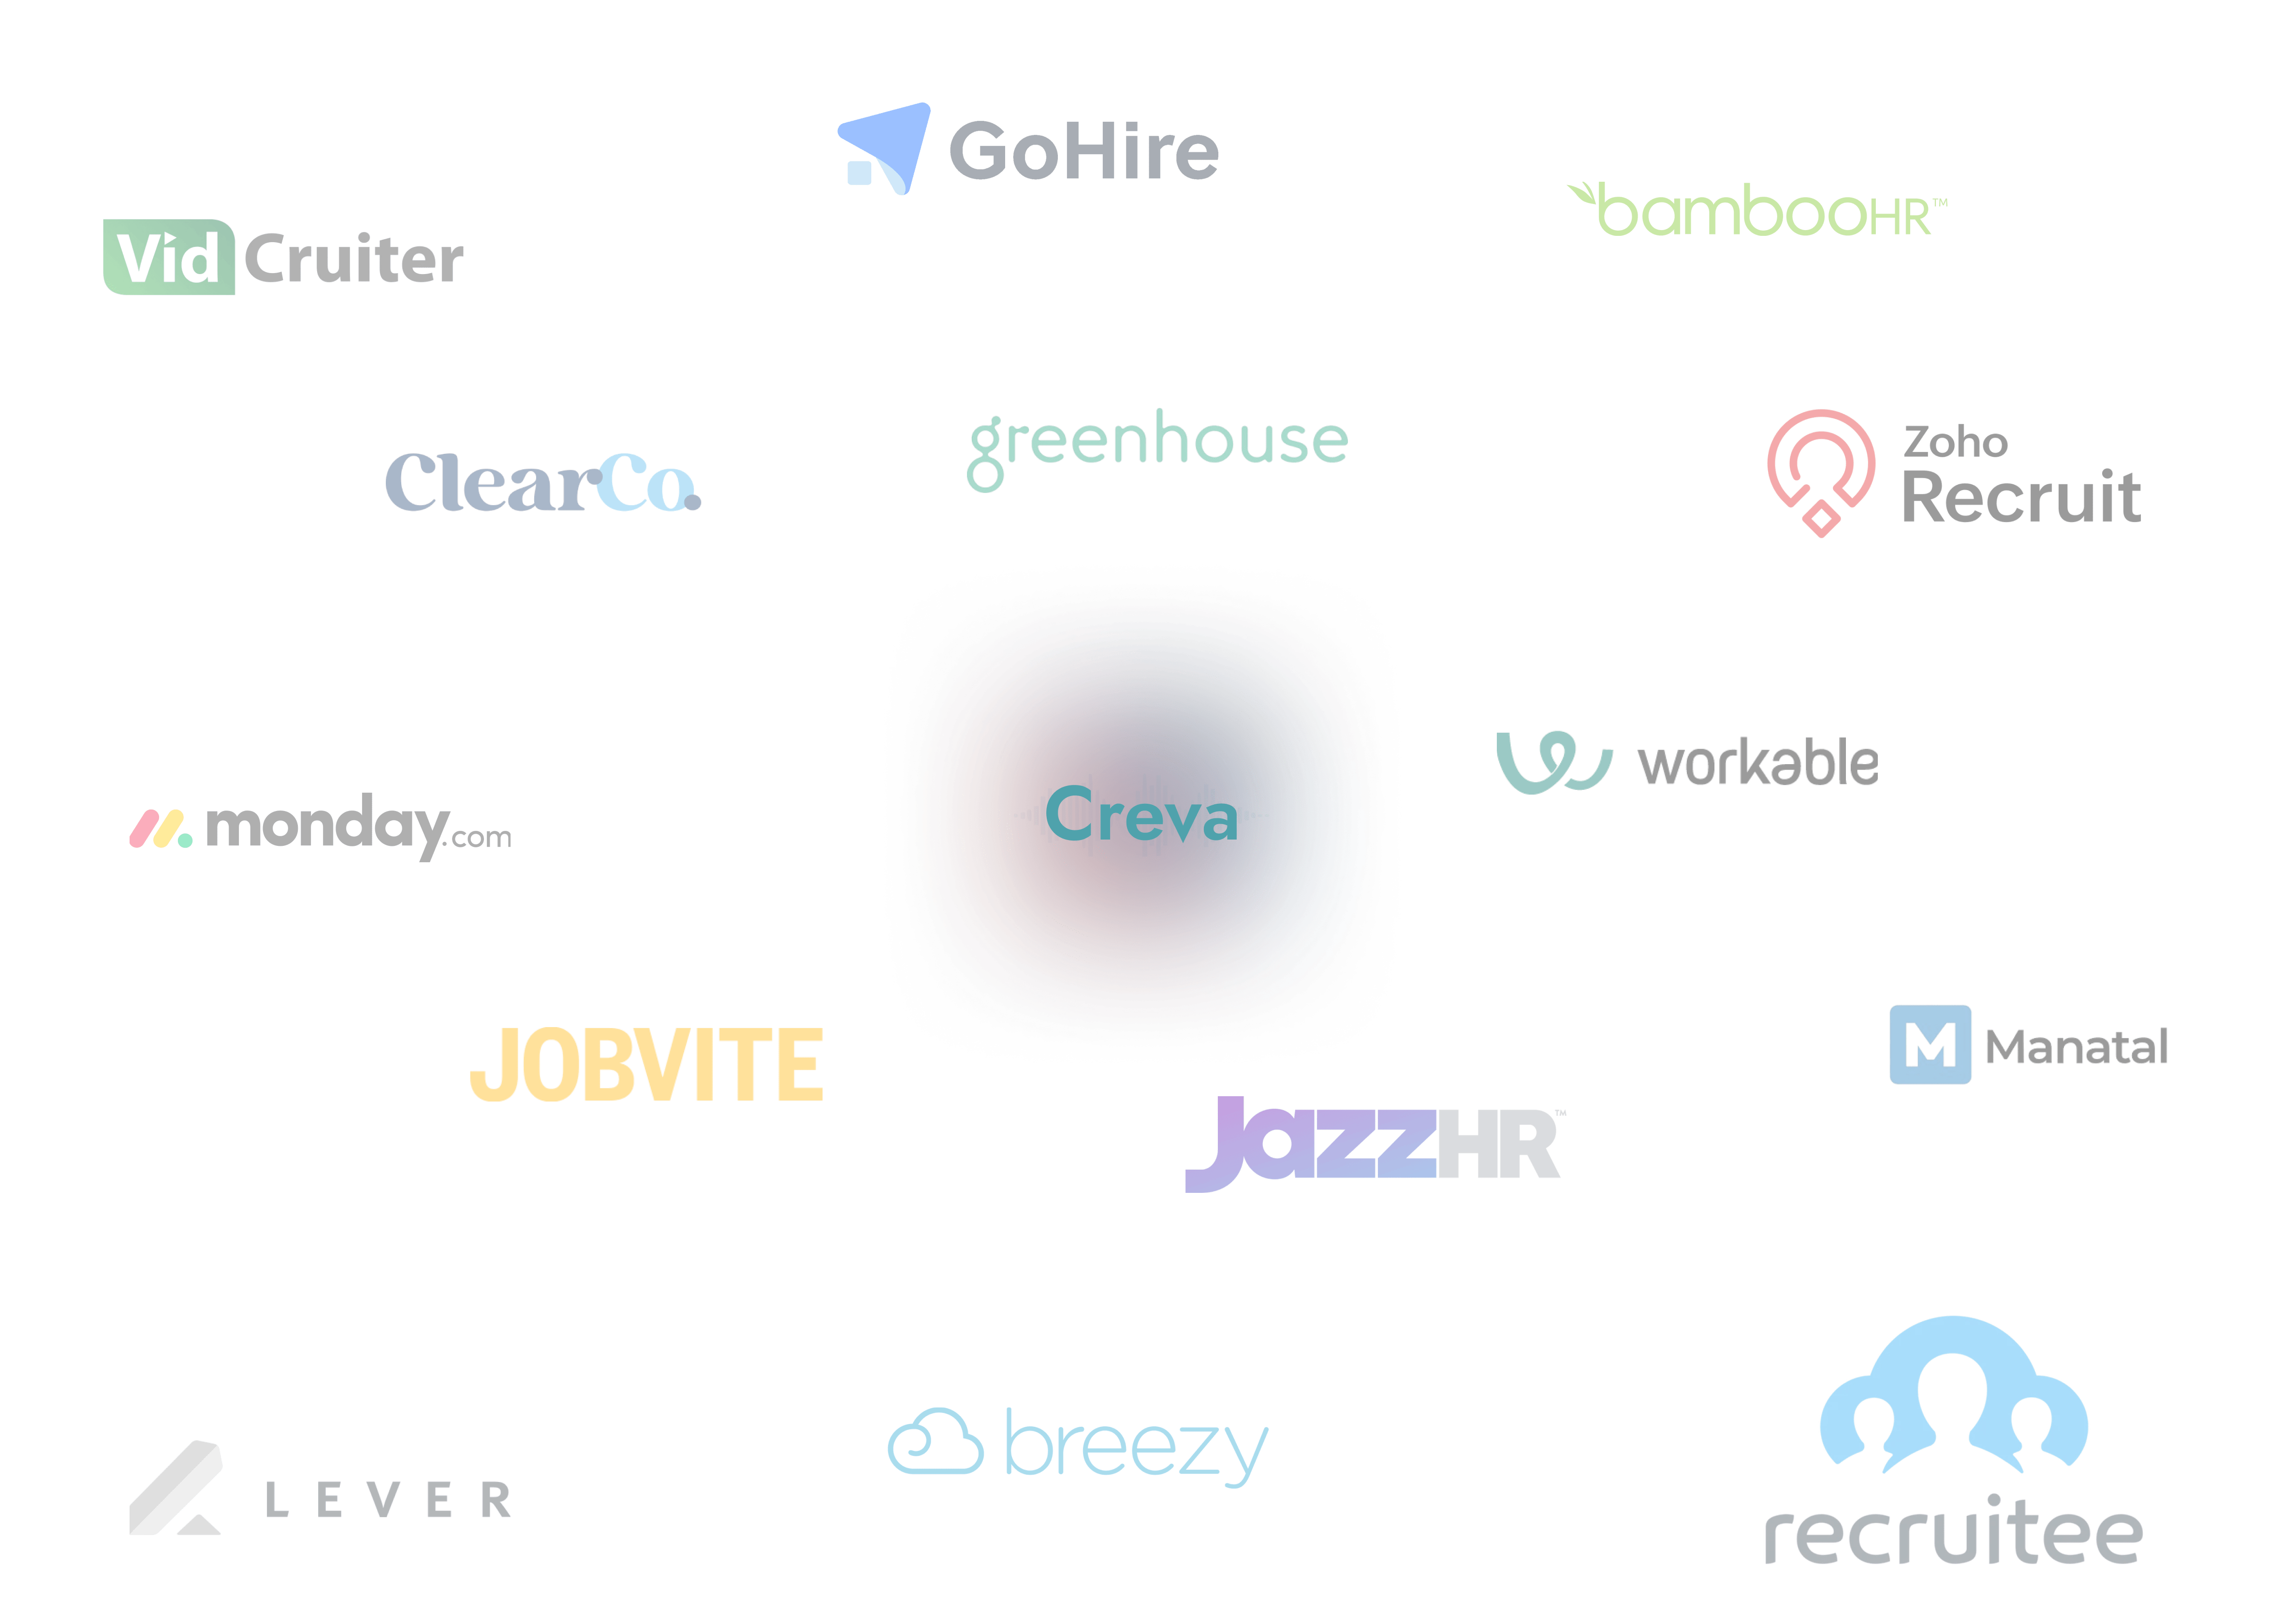 GoHire
bambooHR™
VidCruiter
greenhouse
Zoho
Recruit
ClearCo.
workable
monday.com
Creva
JOBVITE
Manatal
JazzHR™
breezy
LEVER
recruitee